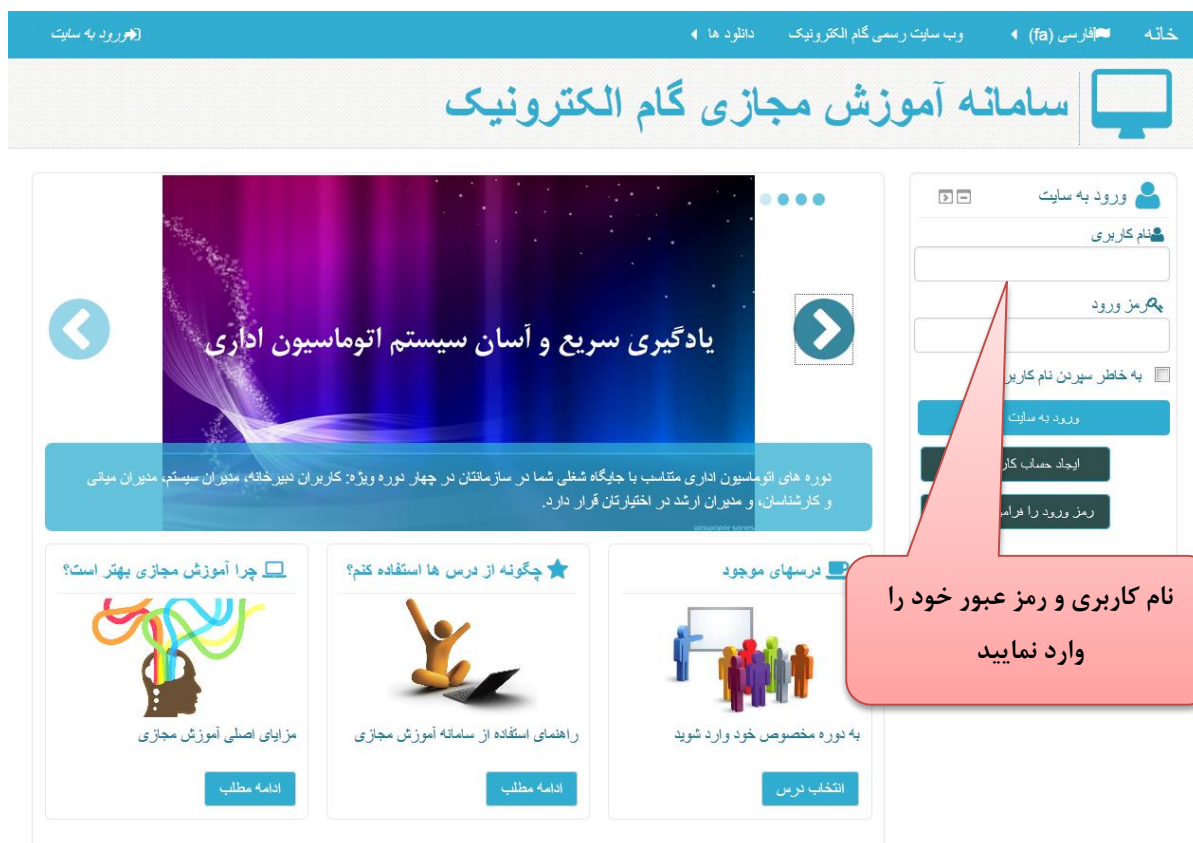 خانه فارسی (fa) وب سایت رسمی گام الکترونیک دانلود ها ورود به سایت
سامانه آموزش مجازی گام الکترونیک
ورود به سایت
نام کاربری
رمز ورود
به خاطر سپردن نام کاربر
ورود به سایت
ایجاد حساب کار
رمز ورود را فرامو
نام کاربری و رمز عبور خود را
وارد نمایید
یادگیری سریع و آسان سیستم اتوماسیون اداری
دوره های اتوماسیون اداری متناسب با جایگاه شغلی شما در سازمانتان در چهار دوره ویژه: کاربران دبیرخانه، مدیران سیستم، مدیران میانی
و کارشناسان، و مدیران ارشد در اختیارتان قرار دارد.
درسهای موجود
به دوره مخصوص خود وارد شوید
انتخاب درس
چگونه از درس ها استفاده کنم؟
راهنمای استفاده از سامانه آموزش مجازی
ادامه مطلب
چرا آموزش مجازی بهتر است؟
مزایای اصلی آموزش مجازی
ادامه مطلب